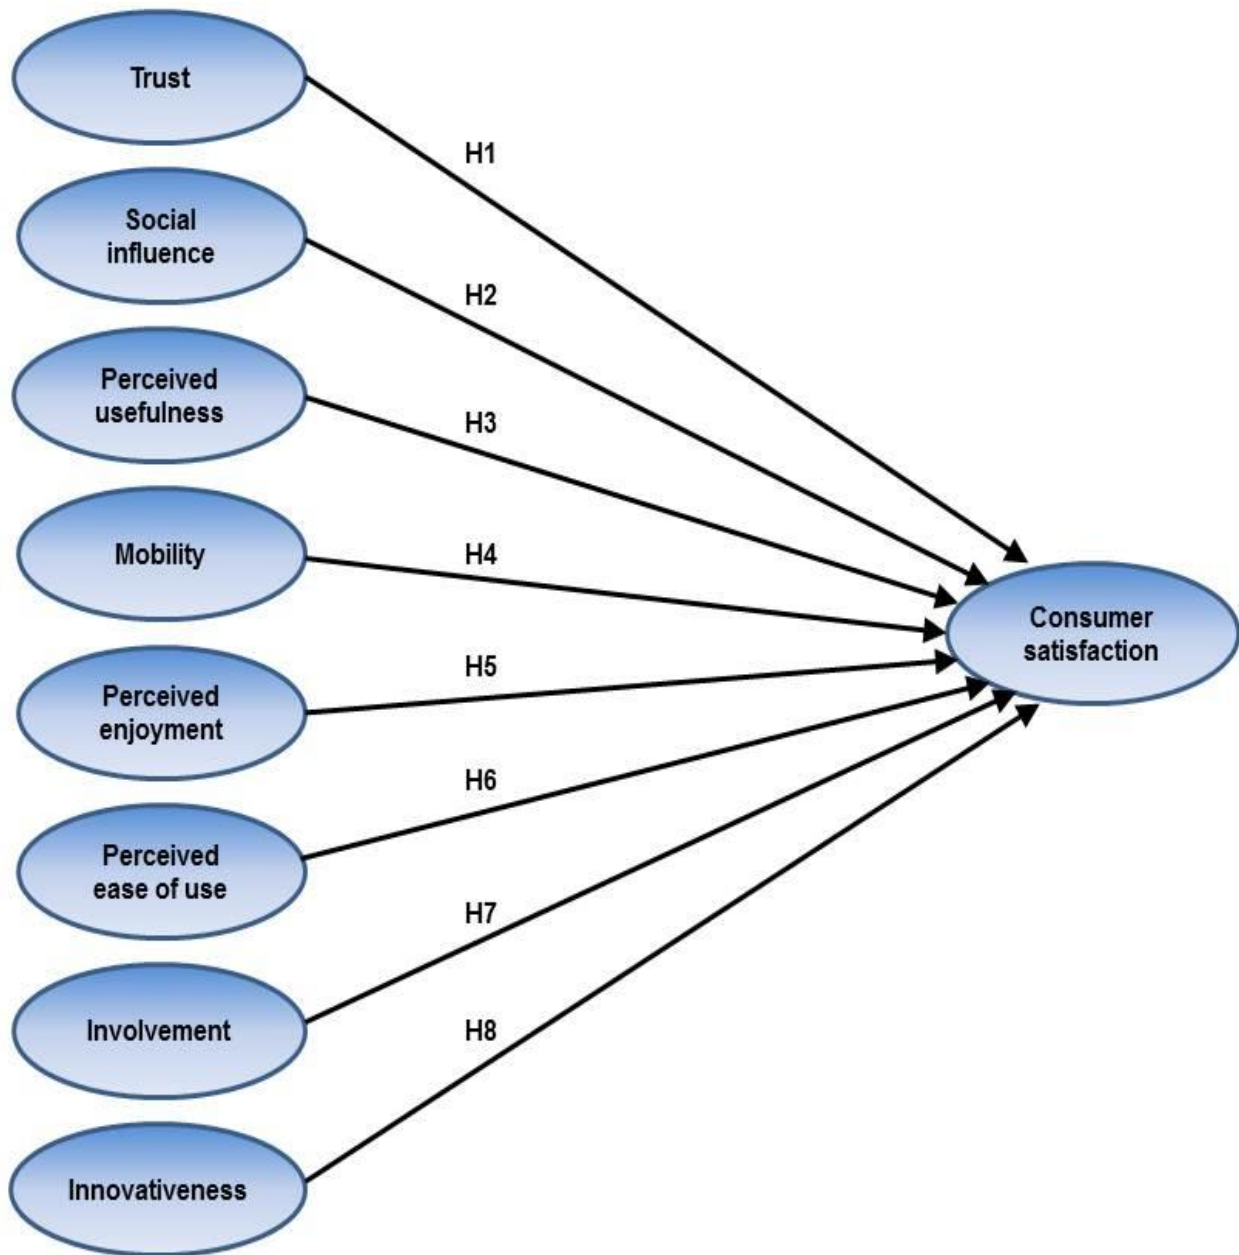 Trust
H1
Social
influence
H2
Perceived
usefulness
H3
Mobility
H4
Perceived
enjoyment
H5
Perceived
ease of use
H6
Involvement
H7
Innovativeness
H8
Consumer
satisfaction